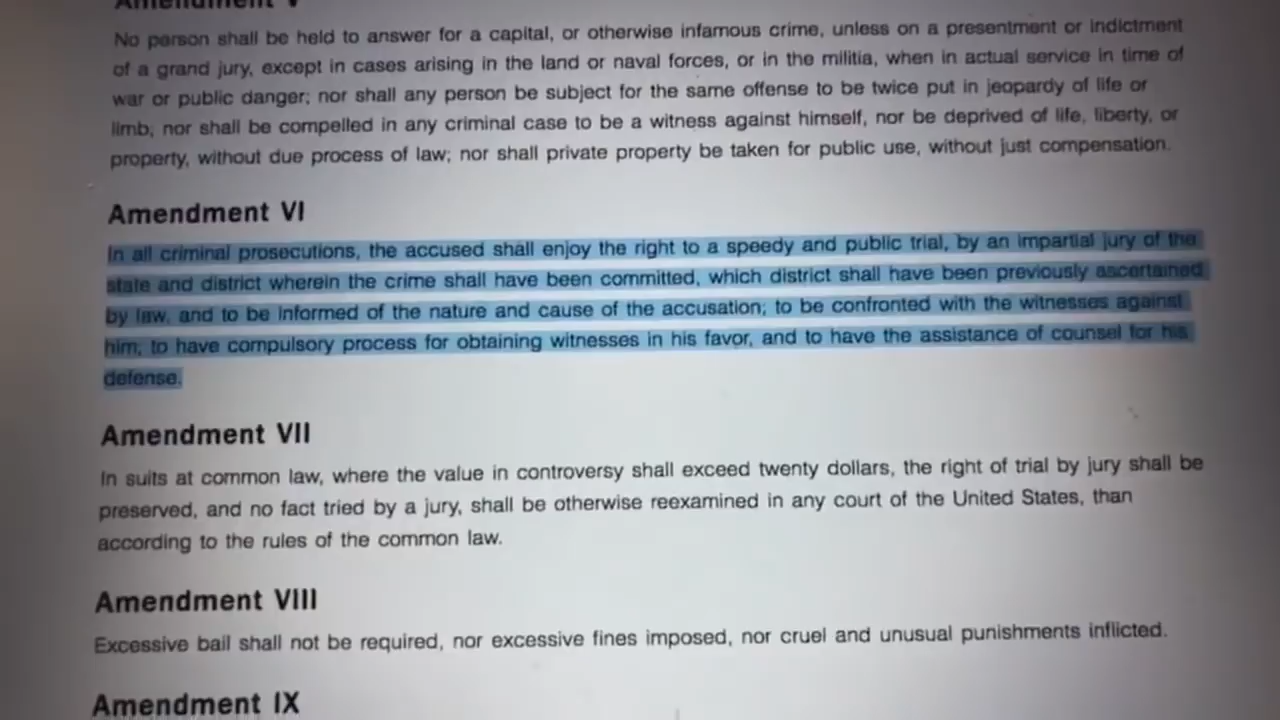 Amendment V
No person shall be held to answer for a capital, or otherwise infamous crime, unless on a presentment or indictment
of a grand jury, except in cases arising in the land or naval forces, or in the militia, when in actual service in time of
war or public danger; nor shall any person be subject for the same offense to be twice put in jeopardy of life or
limb; nor shall be compelled in any criminal case to be a witness against himself, nor be deprived of life, liberty, or
property, without due process of law; nor shall private property be taken for public use, without just compensation.
Amendment VI
In all criminal prosecutions, the accused shall enjoy the right to a speedy and public trial, by an impartial jury of the
state and district wherein the crime shall have been committed, which district shall have been previously ascertained
by law, and to be informed of the nature and cause of the accusation; to be confronted with the witnesses against
him; to have compulsory process for obtaining witnesses in his favor, and to have the assistance of counsel for his
defense.
Amendment VII
In suits at common law, where the value in controversy shall exceed twenty dollars, the right of trial by jury shall be
preserved, and no fact tried by a jury, shall be otherwise reexamined in any court of the United States, than
according to the rules of the common law.
Amendment VIII
Excessive bail shall not be required, nor excessive fines imposed, nor cruel and unusual punishments inflicted.
Amendment IX